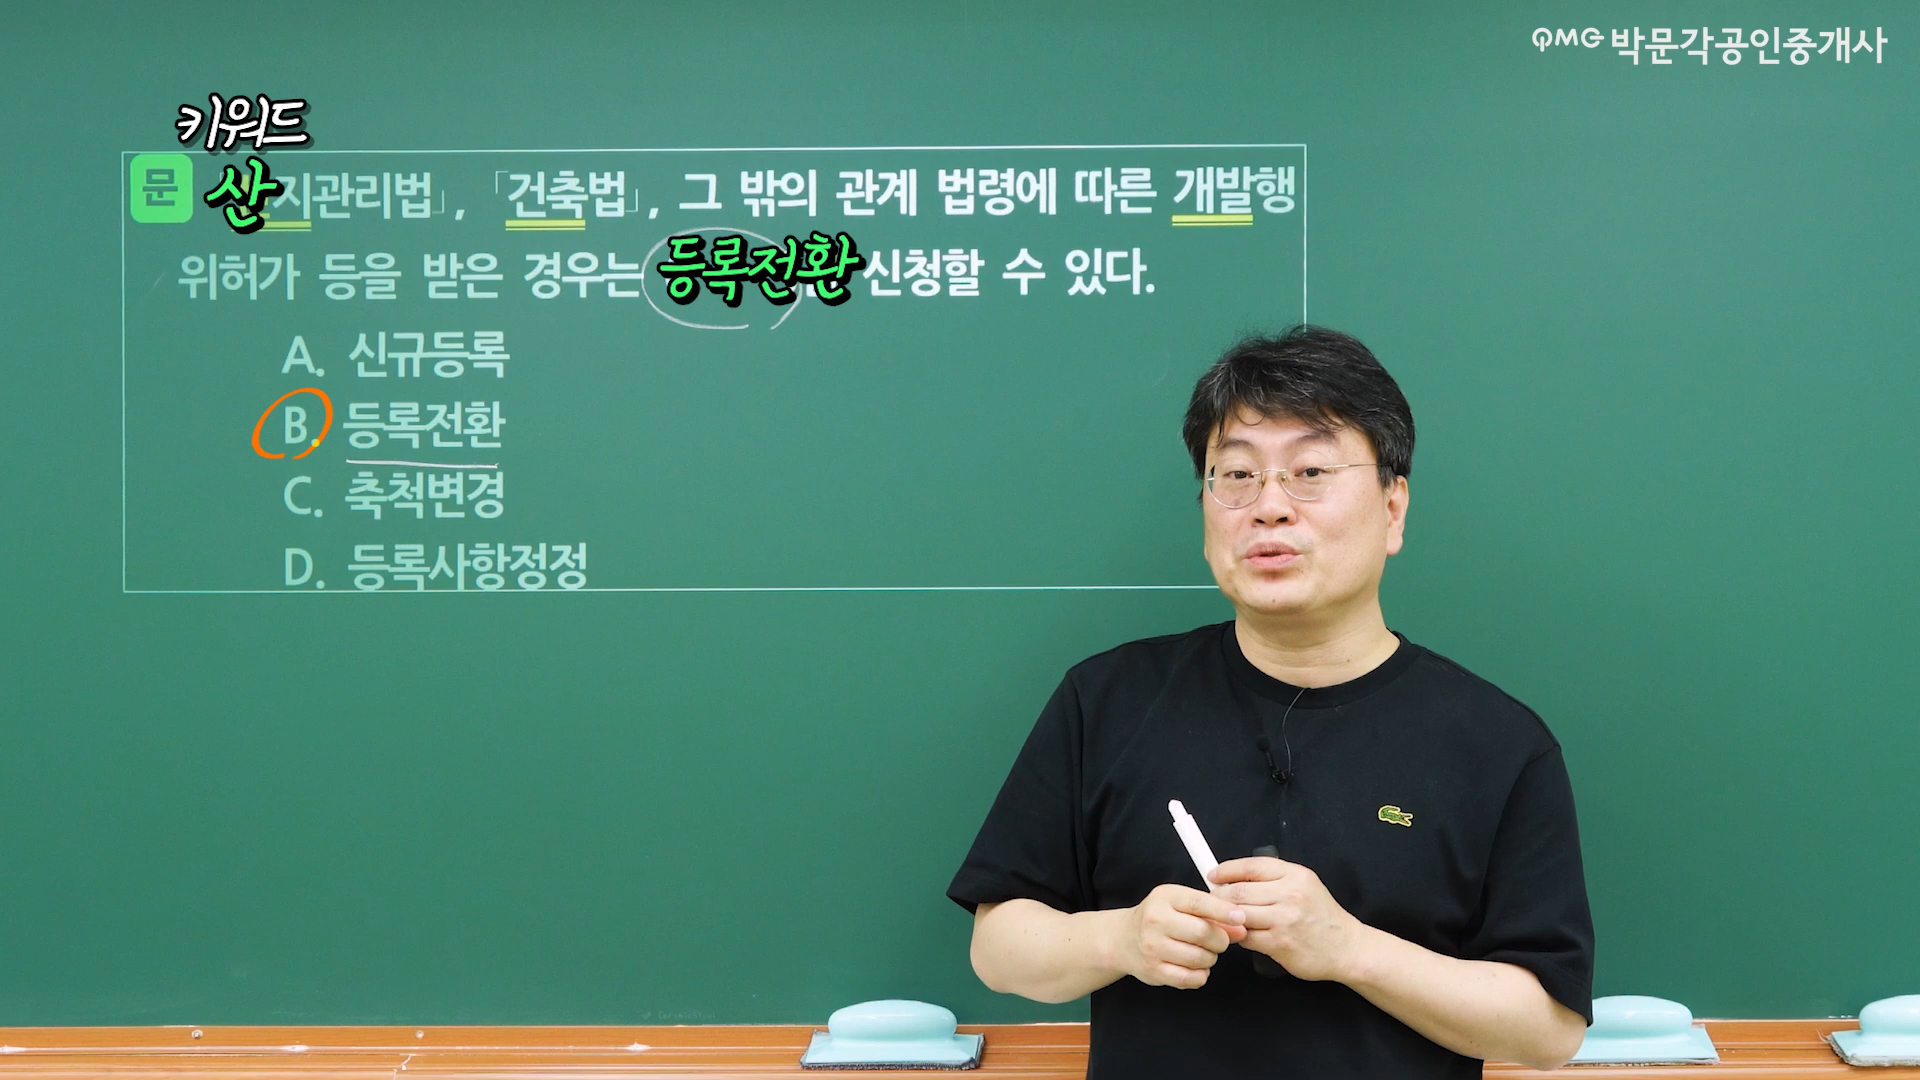 PMG 박문각공인중개사
키워드
문 산지관리법」, 「건축법」, 그 밖의 관계 법령에 따른 개발행
위허가 등을 받은 경우는 등록전환 신청할 수 있다.
A. 신규등록
B. 등록전환
C. 축척변경
D. 등록사항정정